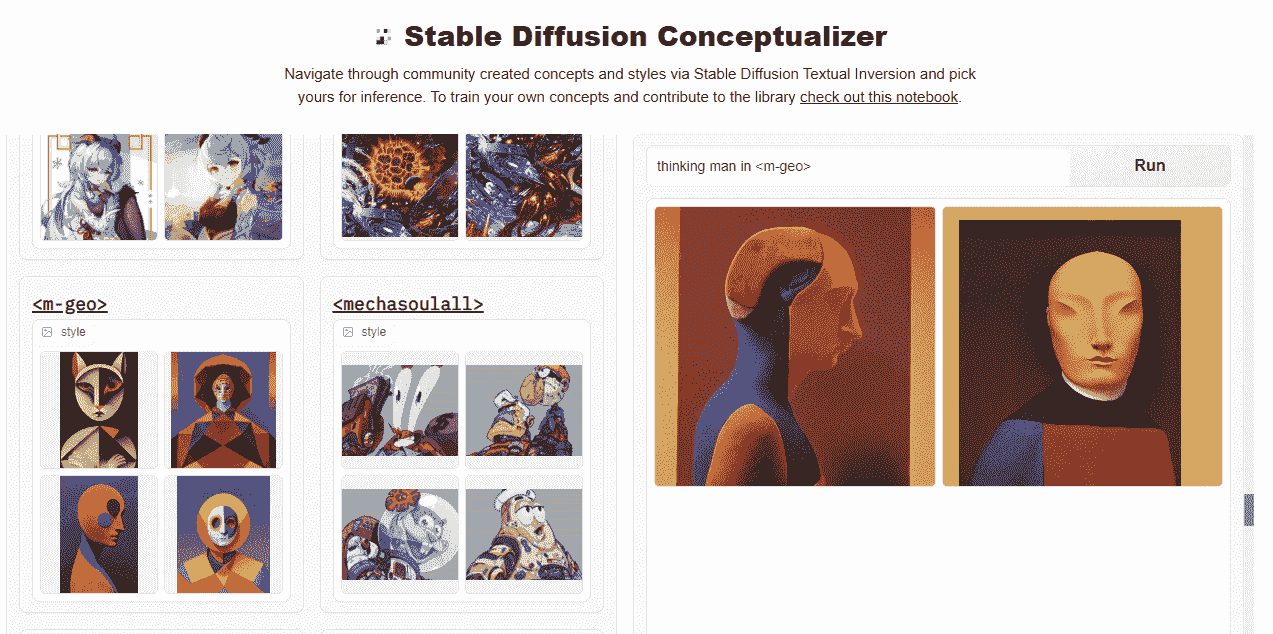 Stable Diffusion Conceptualizer
Navigate through community created concepts and styles via Stable Diffusion Textual Inversion and pick
yours for inference. To train your own concepts and contribute to the library check out this notebook.
thinking man in <m-geo>
Run
<m-geo>
style
<mechasoulall>
style